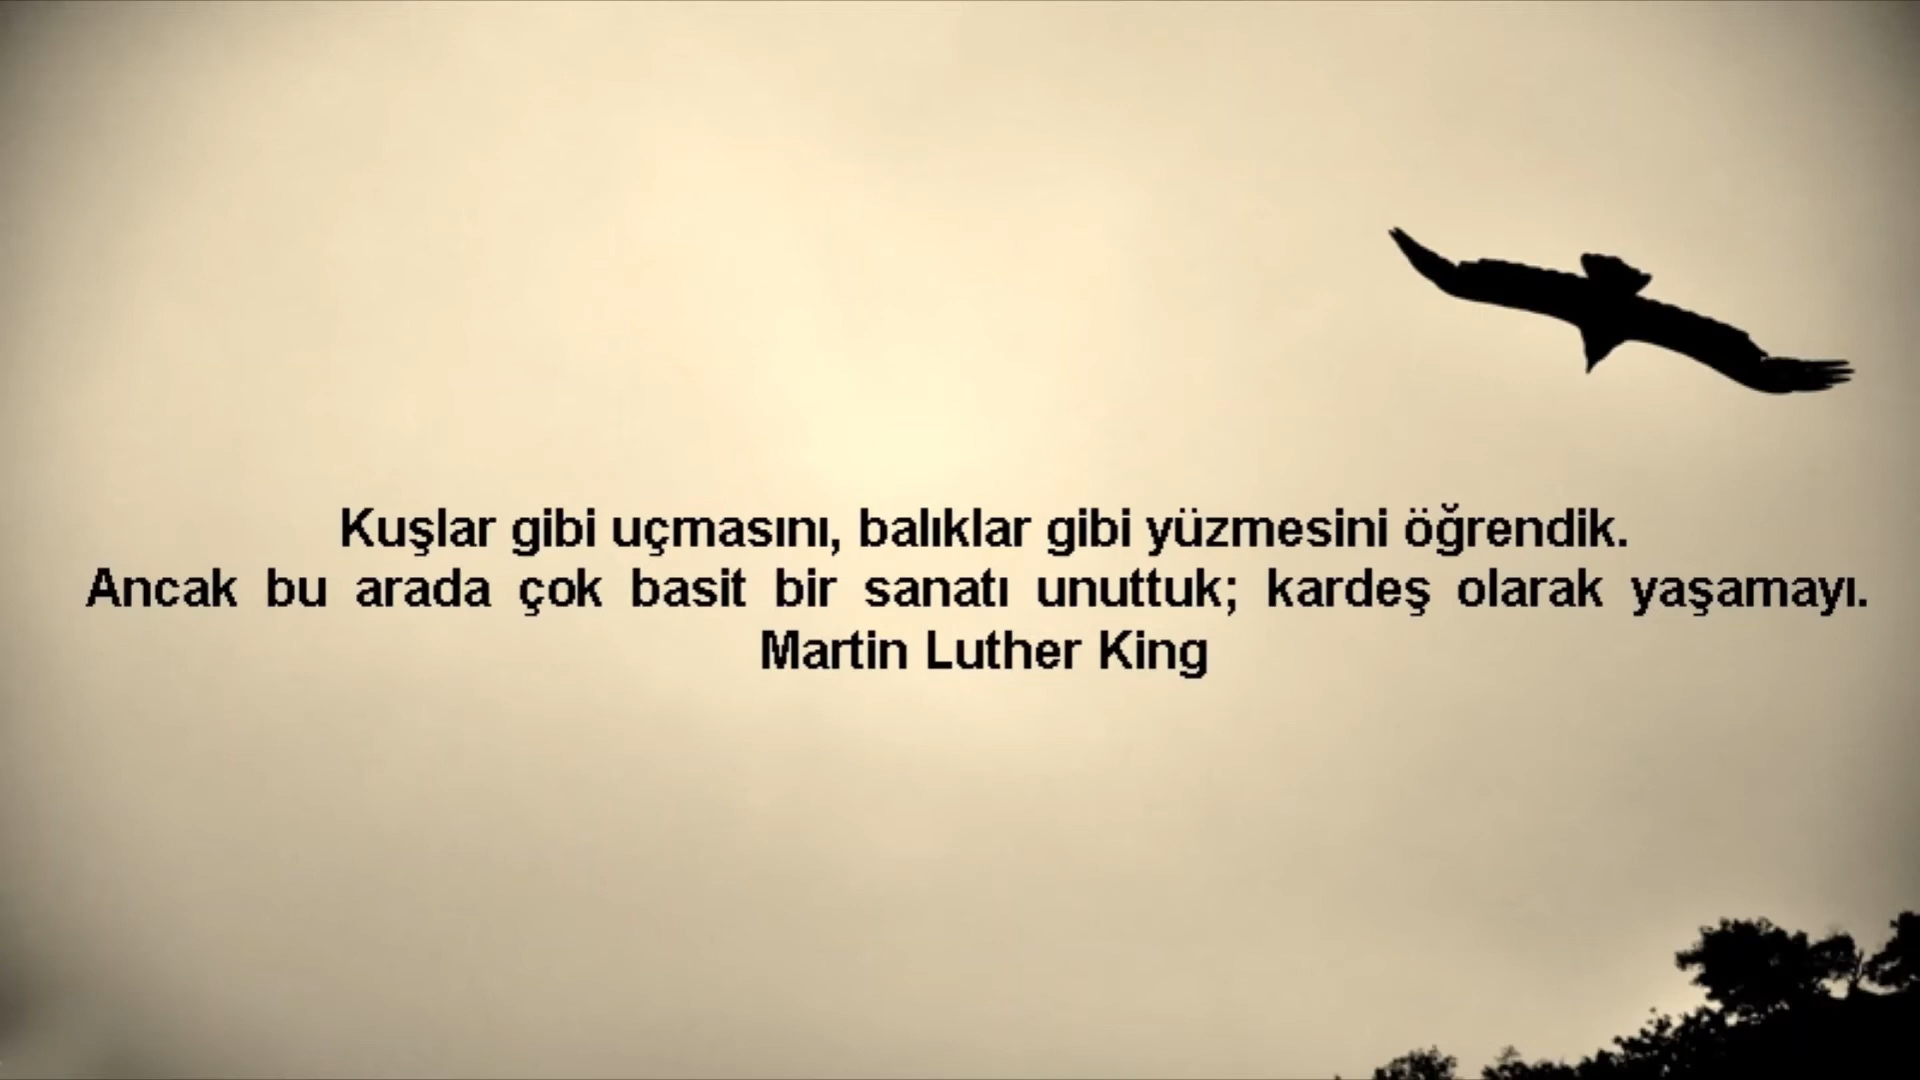 Kuşlar gibi uçmasını, balıklar gibi yüzmesini öğrendik.
Ancak bu arada çok basit bir sanatı unuttuk; kardeş olarak yaşamayı.
Martin Luther King